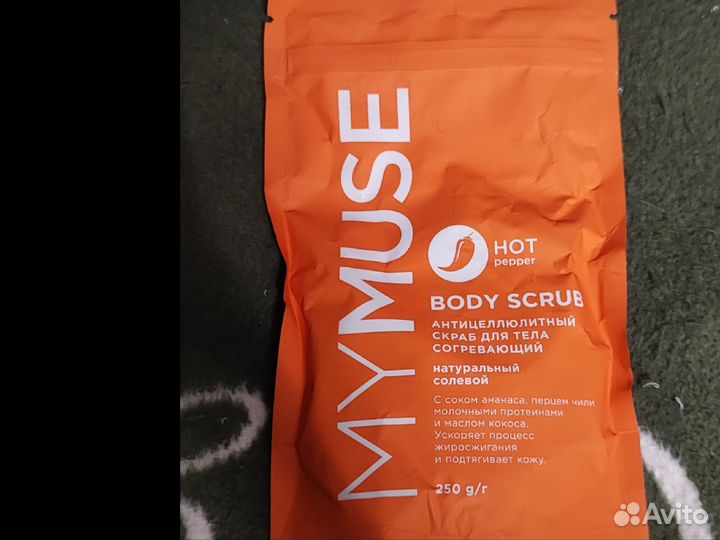 MYMUSE
HOT
pepper
BODY SCRUB
АНТИЦЕЛЛЮЛИТНЫЙ
СКРАБ ДЛЯ ТЕЛА
СОГРЕВАЮЩИЙ
натуральный
солевой
С соком ананаса, перцем чили
молочными протеинами
и маслом кокоса.
Ускоряет процесс
жиросжигания
и подтягивает кожу.
250 g/г
Avito